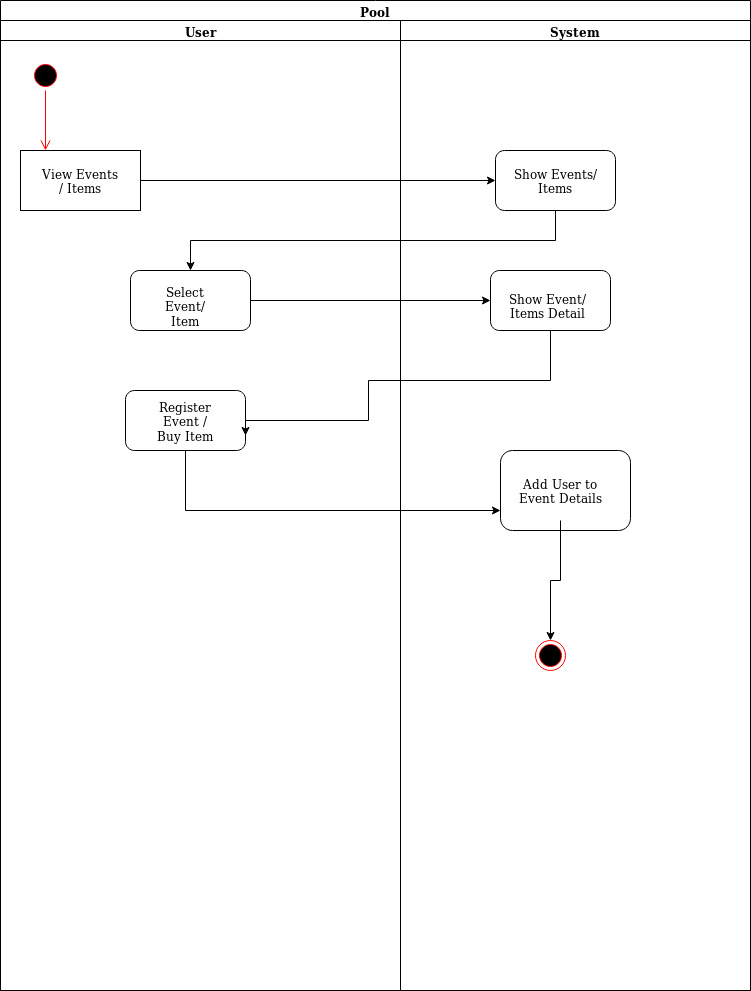 Pool
User
System
View Events
/ Items
Show Events/
Items
Select
Event/
Item
Show Event/
Items Detail
Register
Event /
Buy Item
Add User to
Event Details